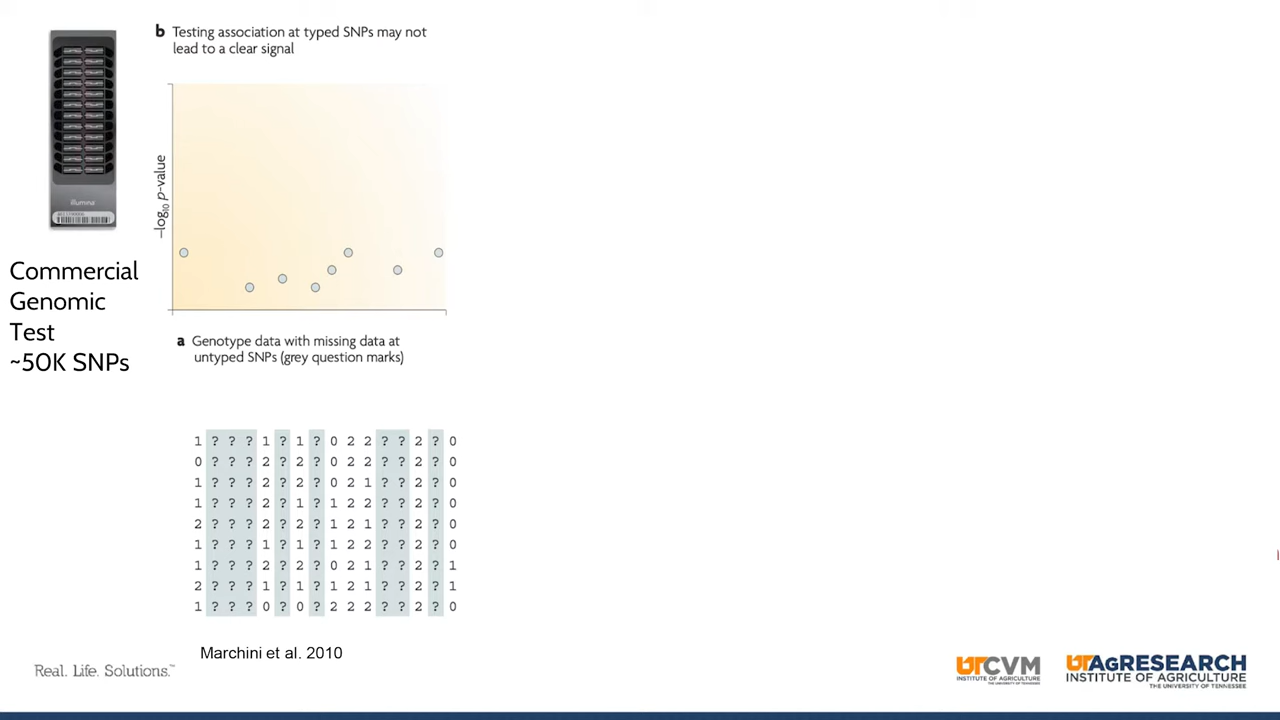 b Testing association at typed SNPs may not
lead to a clear signal
illumina
–log10 p-value
Commercial
Genomic
Test
~50K SNPs
a Genotype data with missing data at
untyped SNPs (grey question marks)
1 ? ? ? 1 ? 1 ? 0 2 2 ? ? 2 ? 0
0 ? ? ? 2 ? 2 ? 0 2 2 ? ? 2 ? 0
1 ? ? ? 2 ? 2 ? 0 2 1 ? ? 2 ? 0
1 ? ? ? 2 ? 1 ? 1 2 2 ? ? 2 ? 0
2 ? ? ? 2 ? 2 ? 1 2 1 ? ? 2 ? 0
1 ? ? ? 1 ? 1 ? 1 2 2 ? ? 2 ? 0
1 ? ? ? 2 ? 2 ? 0 2 1 ? ? 2 ? 1
2 ? ? ? 1 ? 1 ? 1 2 1 ? ? 2 ? 1
1 ? ? ? 0 ? 0 ? 2 2 2 ? ? 2 ? 0
Marchini et al. 2010
Real. Life. Solutions.™
UTCVM
INSTITUTE OF AGRICULTURE
THE UNIVERSITY OF TENNESSEE
UTAGRESEARCH
INSTITUTE OF AGRICULTURE
THE UNIVERSITY OF TENNESSEE